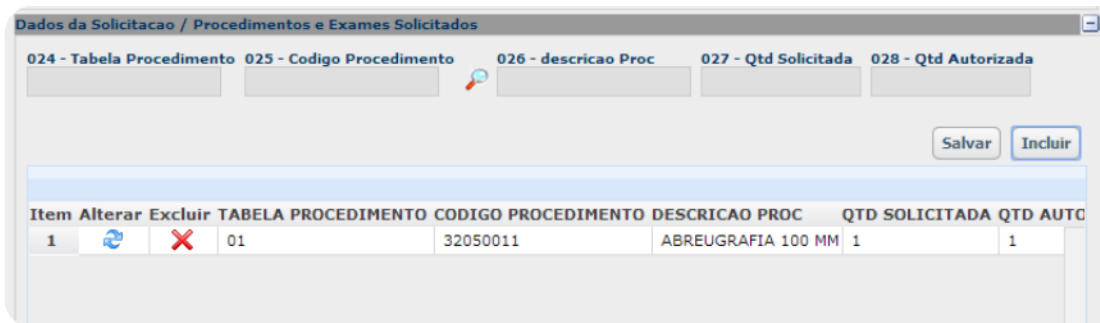 Dados da Solicitacao / Procedimentos e Exames Solicitados
024 - Tabela Procedimento 025 - Codigo Procedimento 026 - descricao Proc 027 - Qtd Solicitada 028 - Qtd Autorizada
Salvar Incluir
Item Alterar Excluir TABELA PROCEDIMENTO CODIGO PROCEDIMENTO DESCRICAO PROC QTD SOLICITADA QTD AUTO
1 01 32050011 ABREUGRAFIA 100 MM 1 1